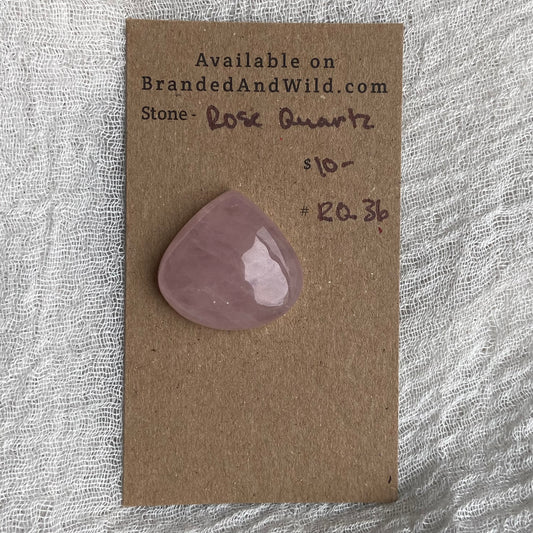 Available on
BrandedAndWild.com
Stone - Rose Quartz
$10-
# RQ 36